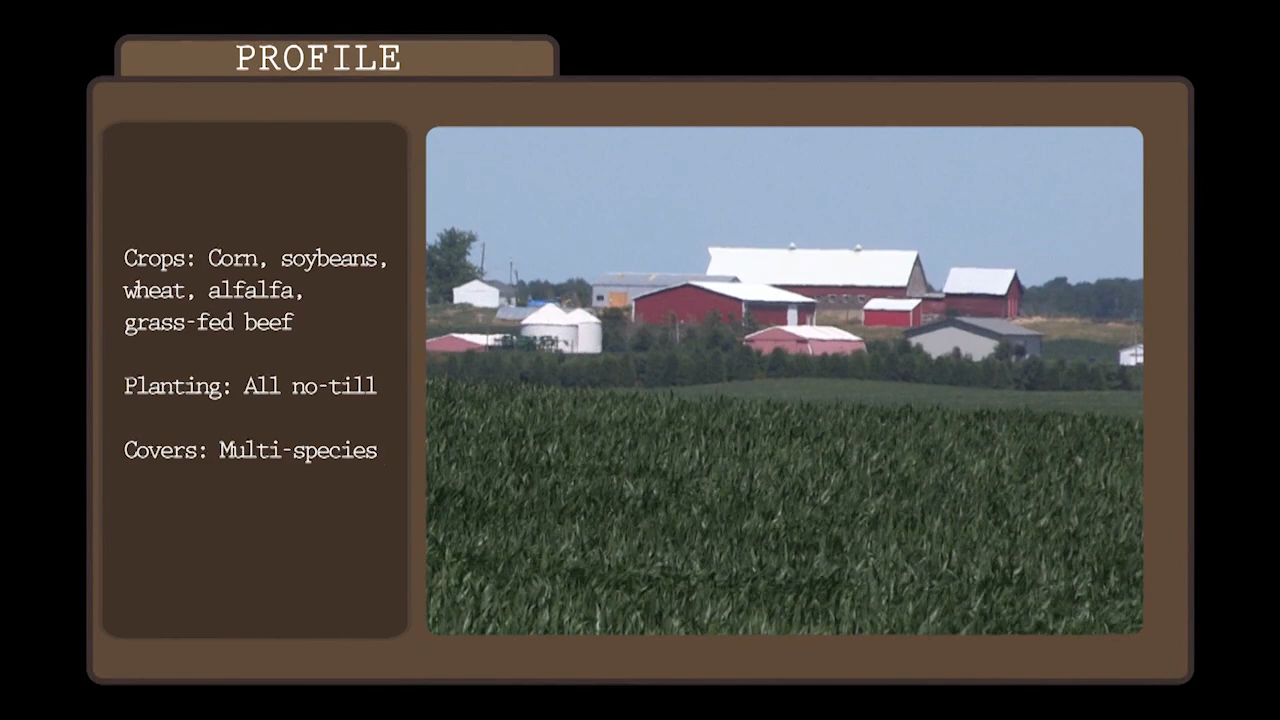 PROFILE
Crops: Corn, soybeans,
wheat, alfalfa,
grass-fed beef
Planting: All no-till
Covers: Multi-species